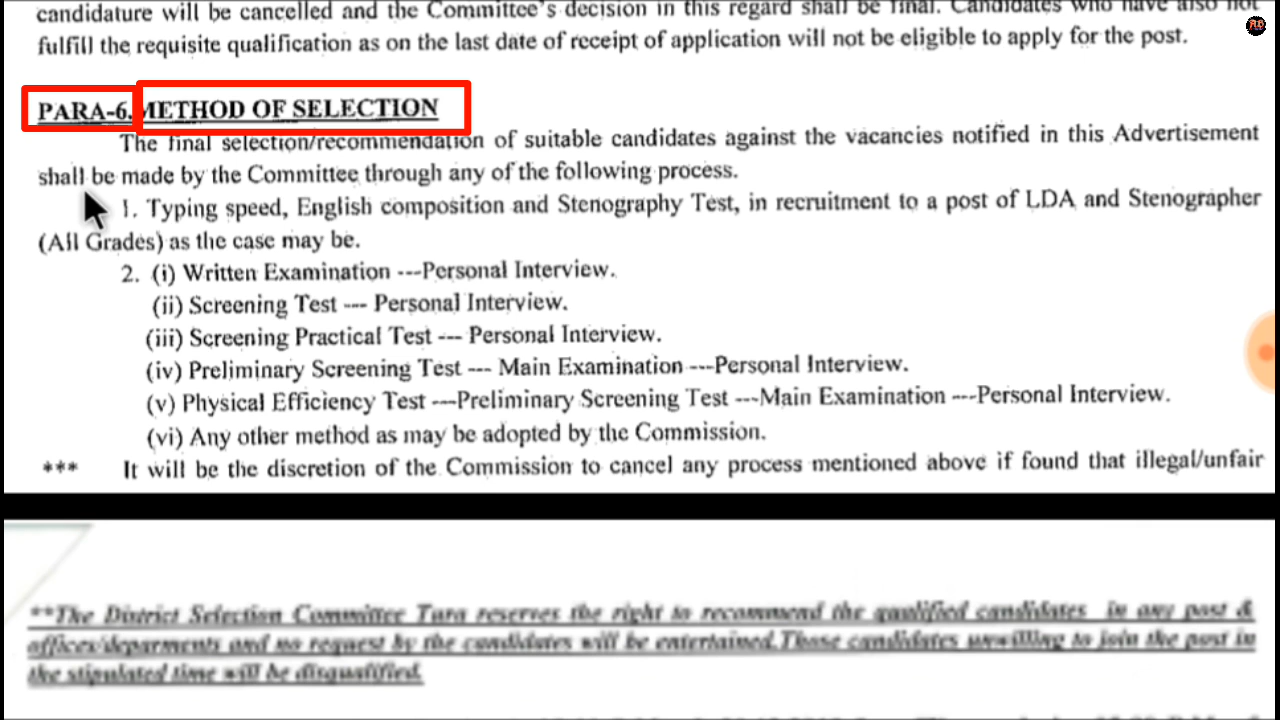 candidature will be cancelled and the Committee's decision in this regard shall be final. Candidates who have also not
fulfill the requisite qualification as on the last date of receipt of application will not be eligible to apply for the post.
PARA-6. METHOD OF SELECTION
The final selection/recommendation of suitable candidates against the vacancies notified in this Advertisement
shall be made by the Committee through any of the following process.
1. Typing speed, English composition and Stenography Test, in recruitment to a post of LDA and Stenographer
(All Grades) as the case may be.
2. (i) Written Examination ---Personal Interview.
(ii) Screening Test --- Personal Interview.
(iii) Screening Practical Test --- Personal Interview.
(iv) Preliminary Screening Test --- Main Examination ---Personal Interview.
(v) Physical Efficiency Test ---Preliminary Screening Test ---Main Examination ---Personal Interview.
(vi) Any other method as may be adopted by the Commission.
*** It will be the discretion of the Commission to cancel any process mentioned above if found that illegal/unfair
**The District Selection Committee Tura reserves the right to recommend the qualified candidates in any post &
offices/deparments and no request by the candidates will be entertained.Those candidates unwilling to join the post in
the stipulated time will be disqualified.